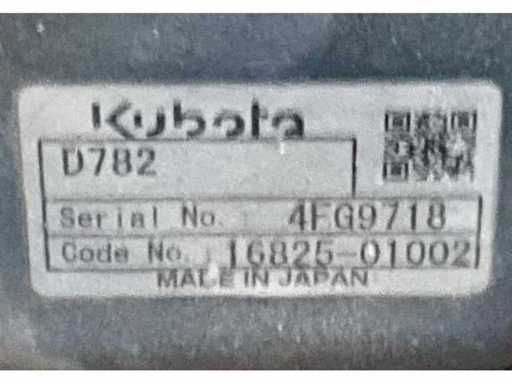 Kubota
D782
Serial No. 4FG9718
Code No. 16825-01002
MADE IN JAPAN